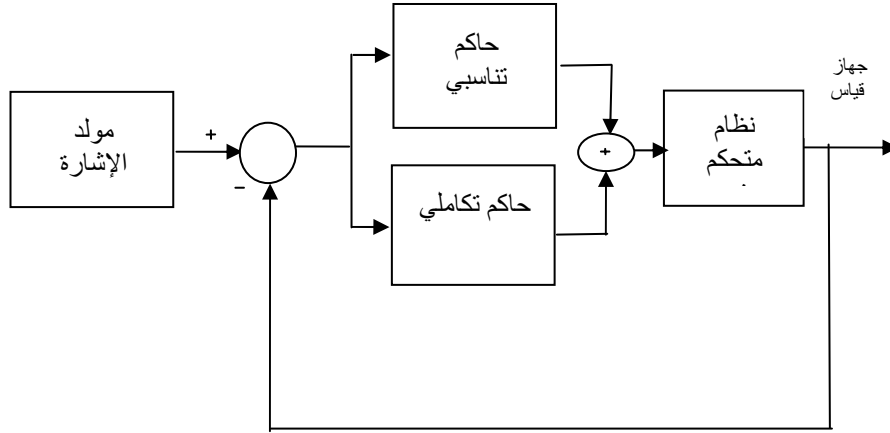 حاكم
تناسبي
جهاز
قياس
مولد
الإشارة
+
نظام
متحكم
+
حاكم تكاملي
–